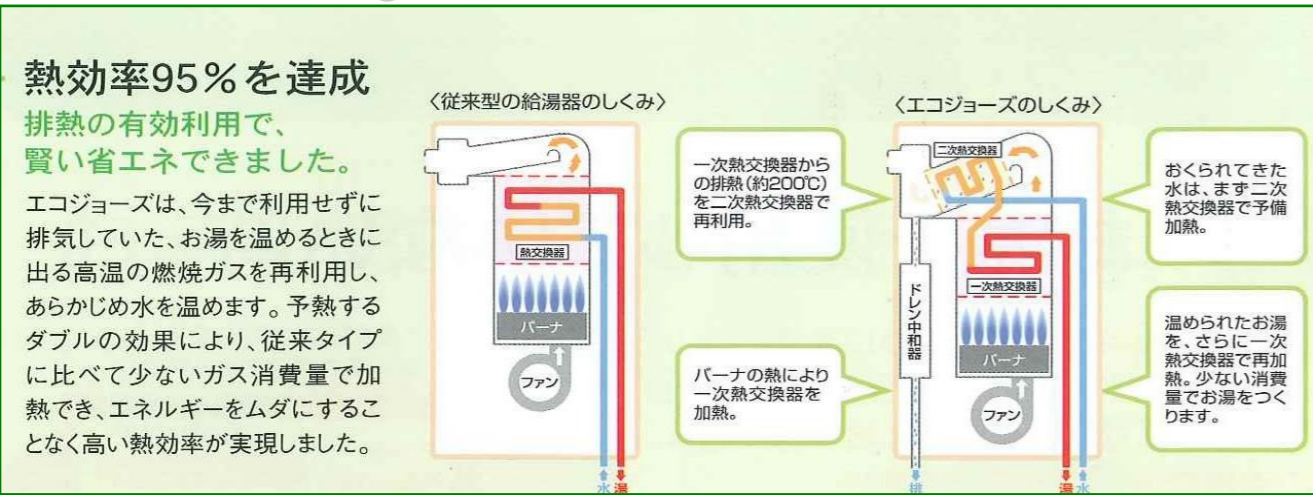 熱効率95%を達成
排熱の有効利用で、
賢い省エネできました。
エコジョーズは、今まで利用せずに
排気していた、お湯を温めるときに
出る高温の燃焼ガスを再利用し、
あらかじめ水を温めます。予熱する
ダブルの効果により、従来タイプ
に比べて少ないガス消費量で加
熱でき、エネルギーをムダにするこ
となく高い熱効率が実現しました。
〈従来型の給湯器のしくみ〉
熱交換器
バーナ
ファン
水 湯
一次熱交換器から
の排熱(約200℃)
を二次熱交換器で
再利用。
バーナの熱により
一次熱交換器を
加熱。
〈エコジョーズのしくみ〉
二次熱交換器
一次熱交換器
ドレン中和器
バーナ
ファン
排
湯 水
おくられてきた
水は、まず二次
熱交換器で予備
加熱。
温められたお湯
を、さらに一次
熱交換器で再加
熱。少ない消費
量でお湯をつく
ります。